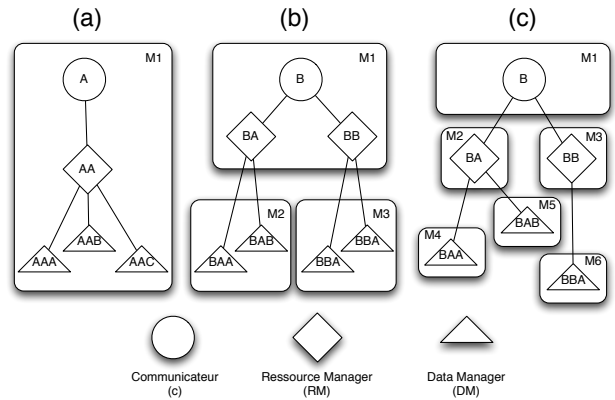 (a)
M1
A
AA
AAA
AAB
AAC
(b)
M1
B
BA
BB
M2
BAA
BAB
M3
BBA
BBA
(c)
M1
B
M2
BA
M3
BB
M5
BAB
M4
BAA
M6
BBA
Communicateur
(c)
Ressource Manager
(RM)
Data Manager
(DM)